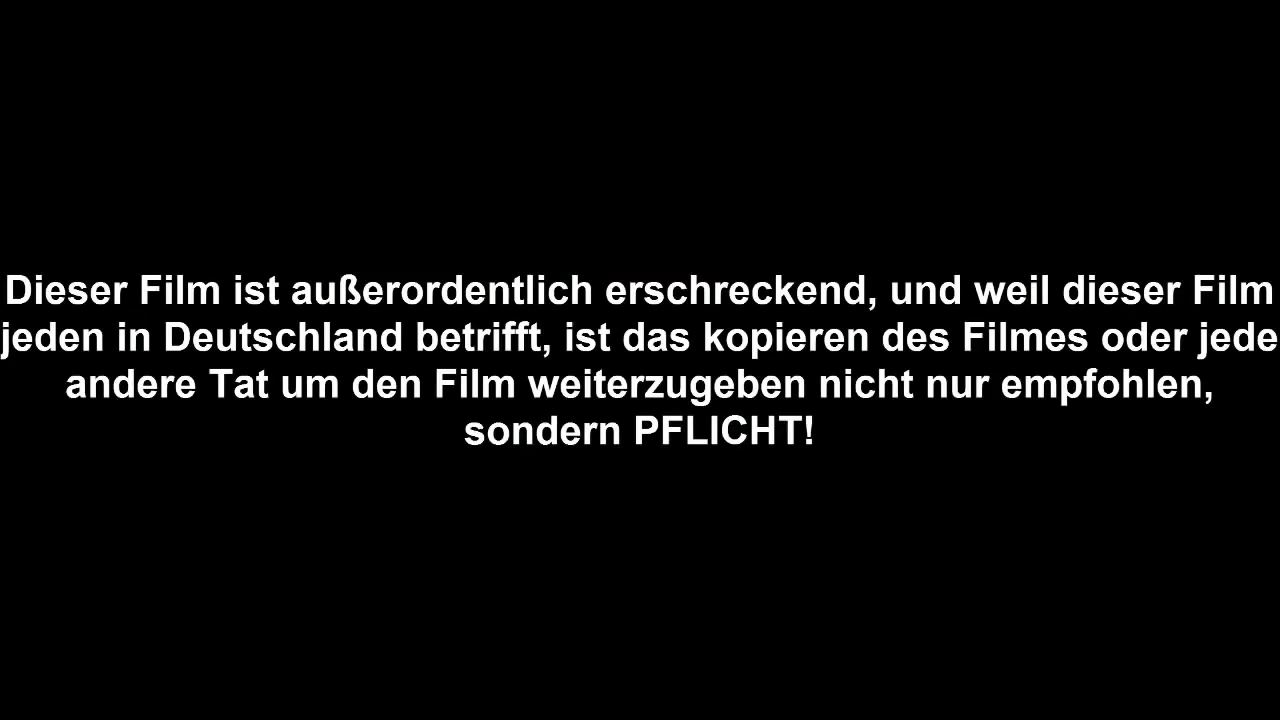 Dieser Film ist außerordentlich erschreckend, und weil dieser Film
jeden in Deutschland betrifft, ist das kopieren des Filmes oder jede
andere Tat um den Film weiterzugeben nicht nur empfohlen,
sondern PFLICHT!